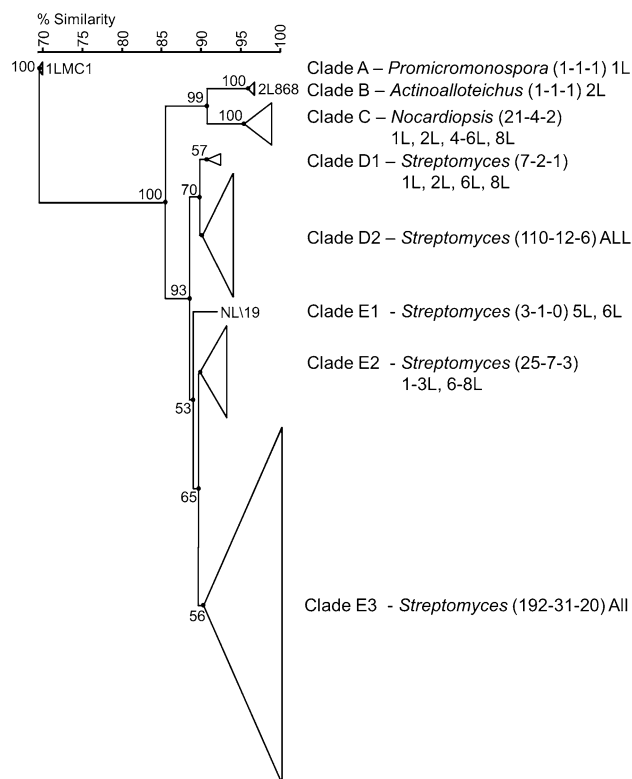 % Similarity
70 75 80 85 90 95 100
100 1LMC1 Clade A – Promicromonospora (1-1-1) 1L
100 2L868 Clade B – Actinoalloteichus (1-1-1) 2L
99
100 Clade C – Nocardiopsis (21-4-2)
1L, 2L, 4-6L, 8L
57 Clade D1 – Streptomyces (7-2-1)
1L, 2L, 6L, 8L
100 70
Clade D2 – Streptomyces (110-12-6) ALL
93
NL\19 Clade E1 - Streptomyces (3-1-0) 5L, 6L
Clade E2 - Streptomyces (25-7-3)
1-3L, 6-8L
53
65
56 Clade E3 - Streptomyces (192-31-20) All